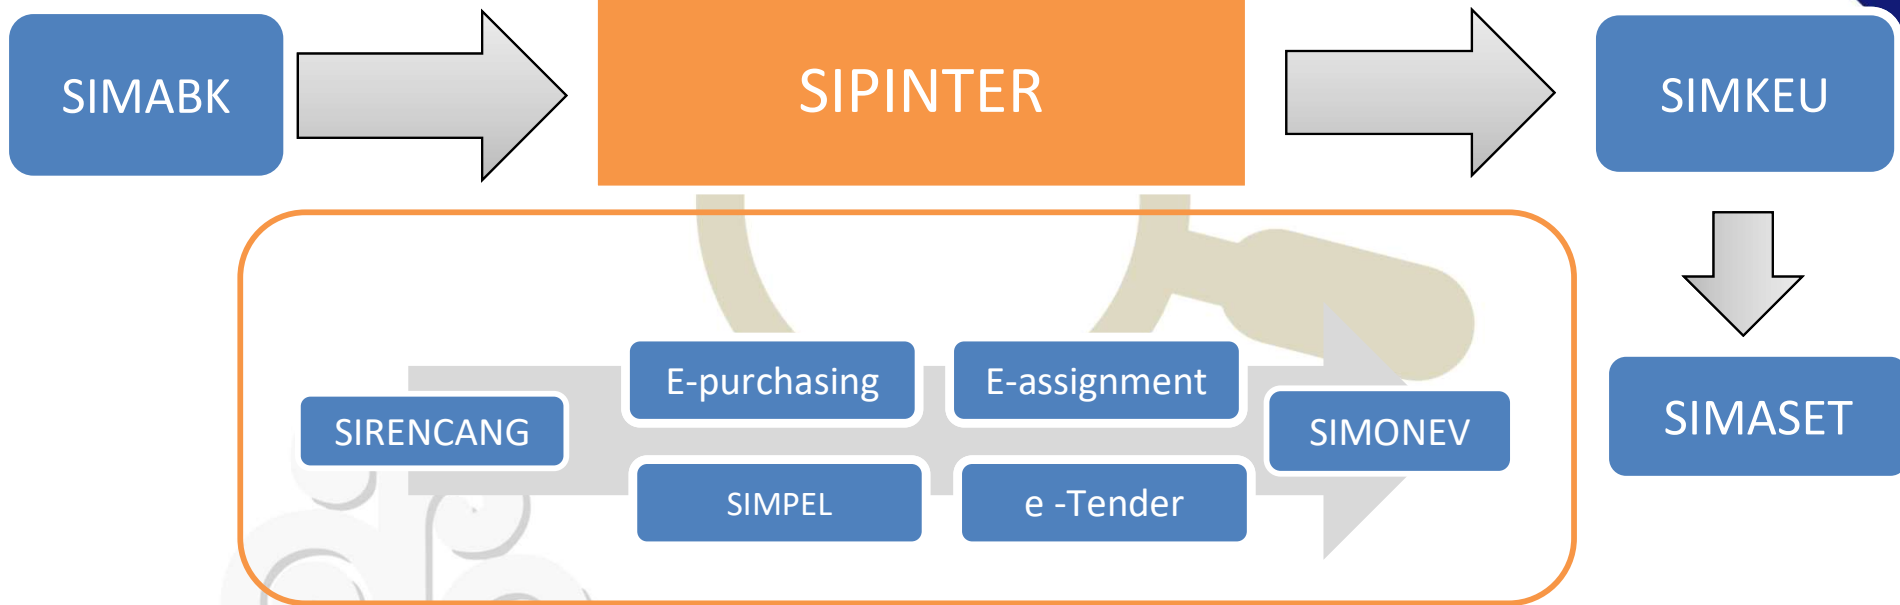 SIMABK
SIPINTER
SIMKEU
E-purchasing
E-assignment
SIRENCANG
SIMONEV
SIMASET
SIMPEL
e -Tender